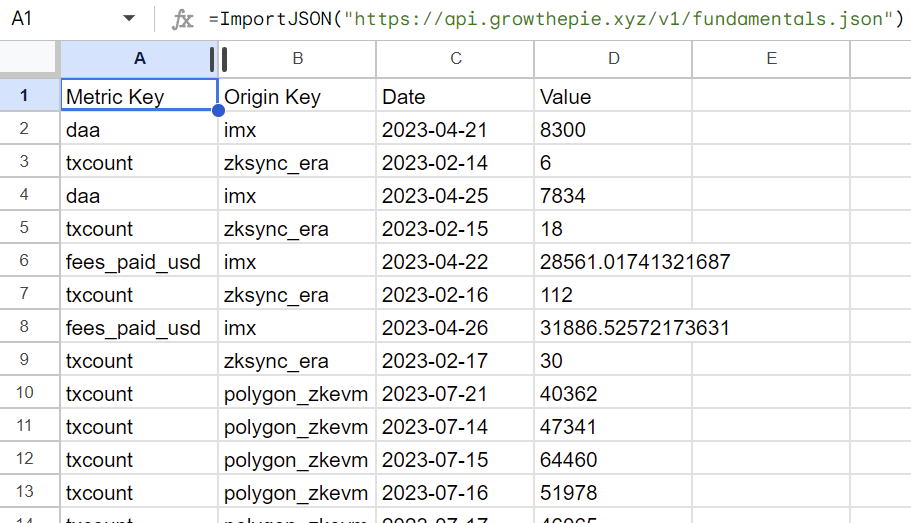 A1 fx =ImportJSON("https://api.growthepie.xyz/v1/fundamentals.json")
A B C D E
1 Metric Key Origin Key Date Value
2 daa imx 2023-04-21 8300
3 txcount zksync_era 2023-02-14 6
4 daa imx 2023-04-25 7834
5 txcount zksync_era 2023-02-15 18
6 fees_paid_usd imx 2023-04-22 28561.01741321687
7 txcount zksync_era 2023-02-16 112
8 fees_paid_usd imx 2023-04-26 31886.52572173631
9 txcount zksync_era 2023-02-17 30
10 txcount polygon_zkevm 2023-07-21 40362
11 txcount polygon_zkevm 2023-07-14 47341
12 txcount polygon_zkevm 2023-07-15 64460
13 txcount polygon_zkevm 2023-07-16 51978